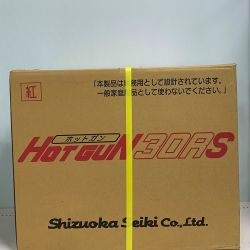 紅
「本製品は業務用として設計されています。
一般家庭用品として使わないでください。」
ホットガン
HOTGUN 30RS
Shizuoka Seiki Co.,Ltd.